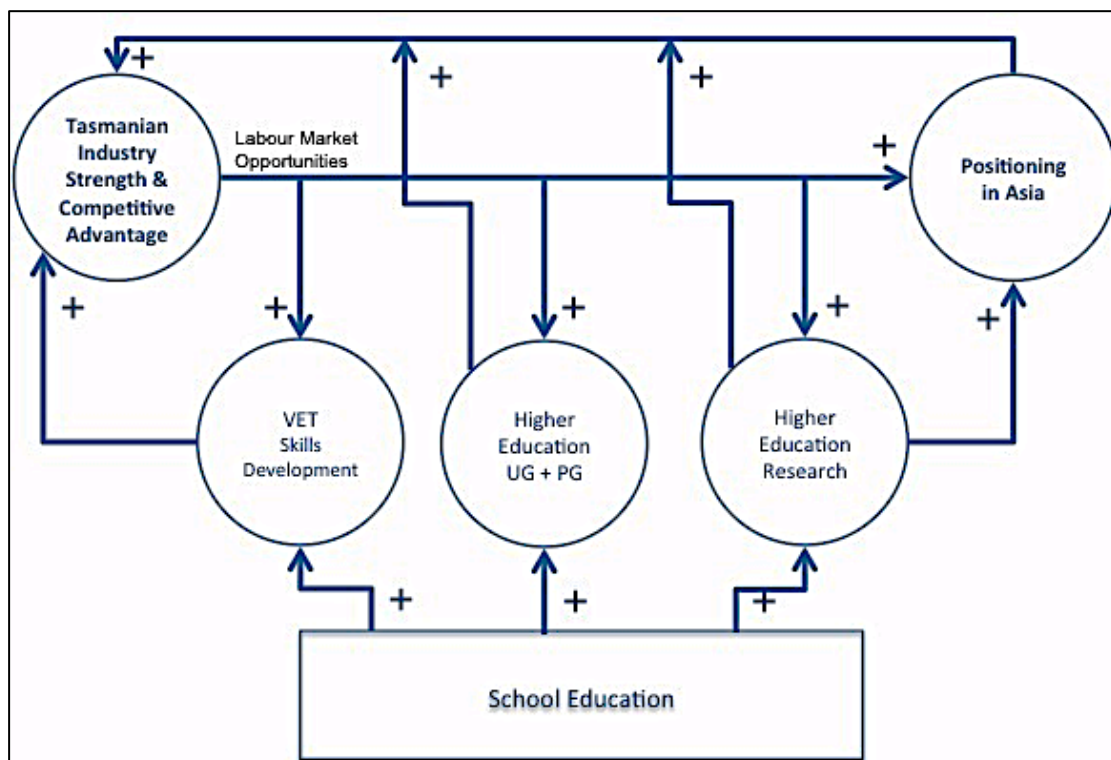 +
+
+
Tasmanian
Industry
Strength &
Competitive
Advantage
Labour Market
Opportunities
+
Positioning
in Asia
+
+
+
+
+
VET
Skills
Development
Higher
Education
UG + PG
Higher
Education
Research
+
+
+
School Education